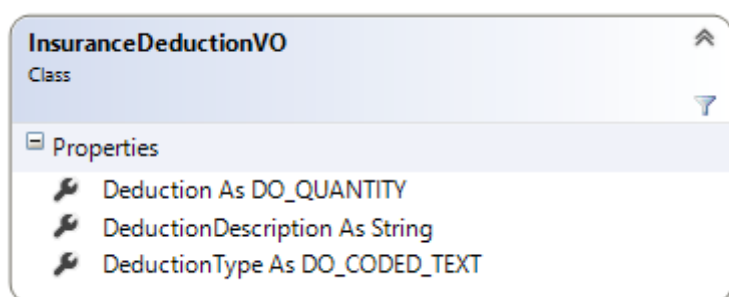 InsuranceDeductionVO
Class
Properties
Deduction As DO_QUANTITY
DeductionDescription As String
DeductionType As DO_CODED_TEXT